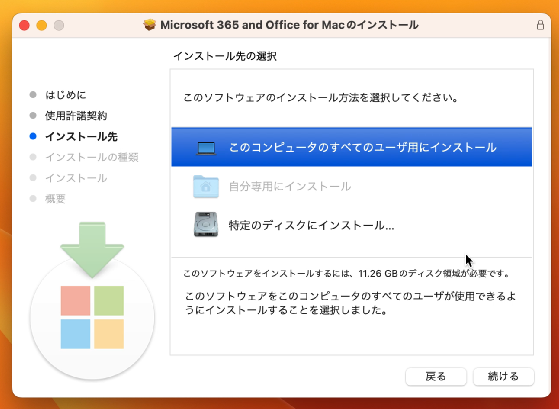 Microsoft 365 and Office for Macのインストール
インストール先の選択
はじめに
使用許諾契約
インストール先
インストールの種類
インストール
概要
このソフトウェアのインストール方法を選択してください。
このコンピュータのすべてのユーザ用にインストール
自分専用にインストール
特定のディスクにインストール...
このソフトウェアをインストールするには、11.26 GBのディスク領域が必要です。
このソフトウェアをこのコンピュータのすべてのユーザが使用できるよ
うにインストールすることを選択しました。
戻る
続ける